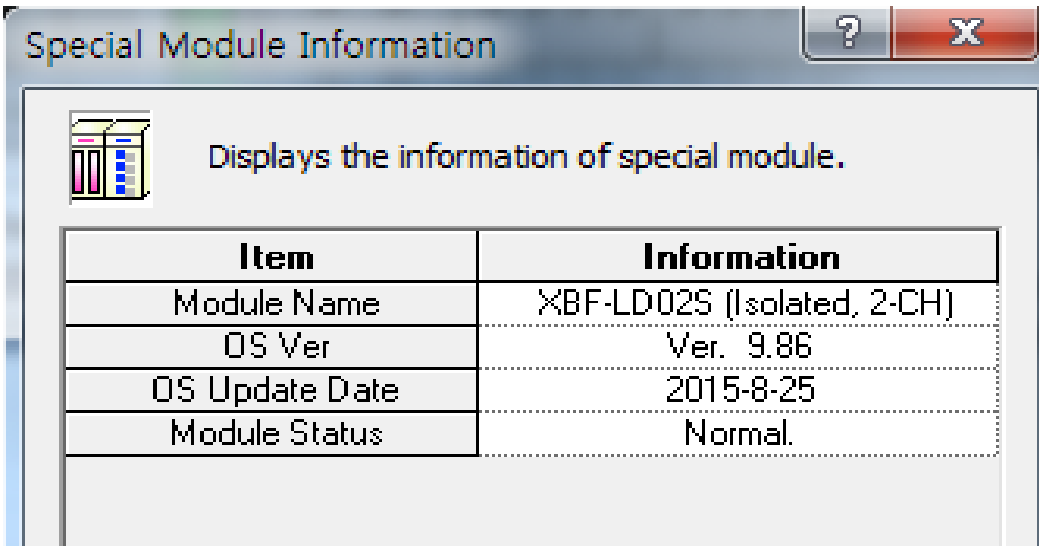 Special Module Information
Displays the information of special module.
Item Information
Module Name XBF-LD02S (Isolated, 2-CH)
OS Ver Ver. 9.86
OS Update Date 2015-8-25
Module Status Normal.